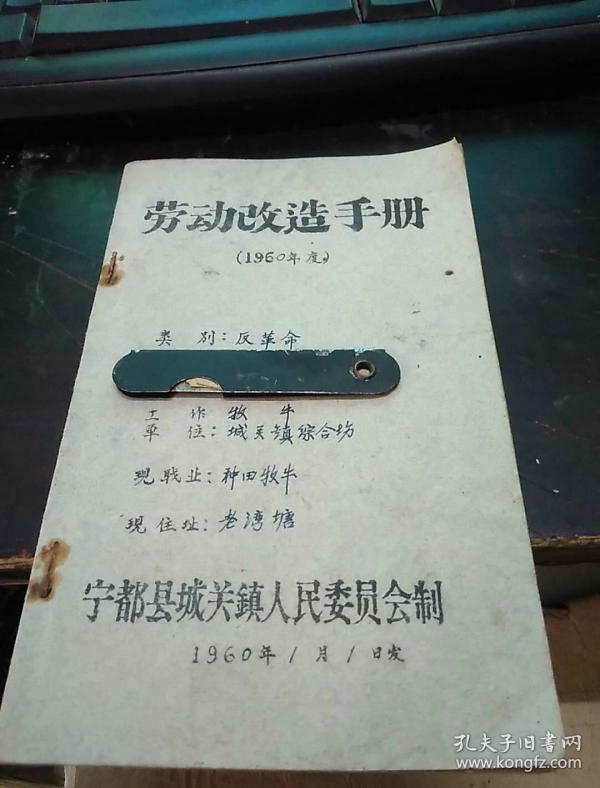 劳动改造手册
(1960年度)
类别：反革命
工作 牧牛
单位：城关镇综合坊
现职业：种田牧牛
现住址：老湾塘
宁都县城关鎮人民委员会制
1960年1月1日发
孔夫子旧书网
www.kongfz.com